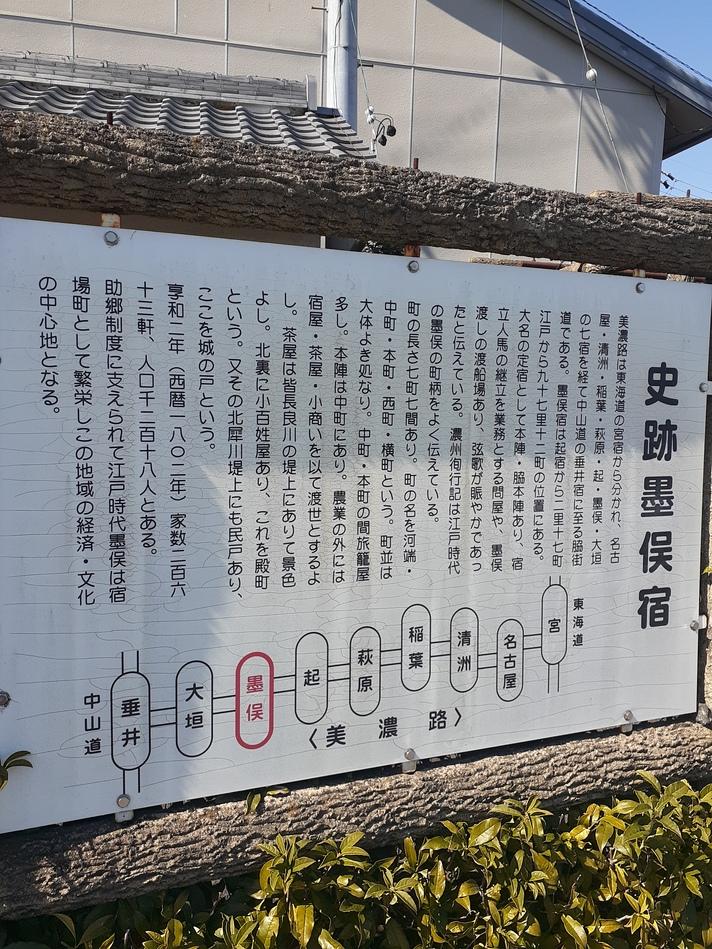 史跡墨俣宿
美濃路は東海道の宮宿から分かれ、名古
屋・清洲・稲葉・萩原・起・墨俣・大垣
の七宿を経て中山道の垂井宿に至る脇街
道である。墨俣宿は起宿から二里十七町
江戸から九十七里十二町の位置にある。
大名の定宿として本陣・脇本陣あり、宿
立人馬の継立を業務とする問屋や、墨俣
渡しの渡船場あり、弦歌が賑やかであっ
たと伝えている。濃州徇行記は江戸時代
の墨俣の町柄をよく伝えている。
町の長さ七町七間あり。町の名を河端・
中町・本町・西町・横町という。町並は
大体よき処なり。中町・本町の間旅籠屋
多し。本陣は中町にあり。農業の外には
宿屋・茶屋・小商いを以て渡世とするよ
し。茶屋は皆長良川の堤上にありて景色
よし。北裏に小百姓屋あり、これを殿町
という。又その北犀川堤上にも民戸あり、
ここを城の戸という。
享和二年（西暦一八〇二年）家数二百六
十三軒、人口千二百十八人とある。
助郷制度に支えられて江戸時代墨俣は宿
場町として繁栄しこの地域の経済・文化
の中心地となる。
東海道
宮
名古屋
清洲
稲葉
萩原
起
墨俣
大垣
垂井
中山道
〈美濃路〉